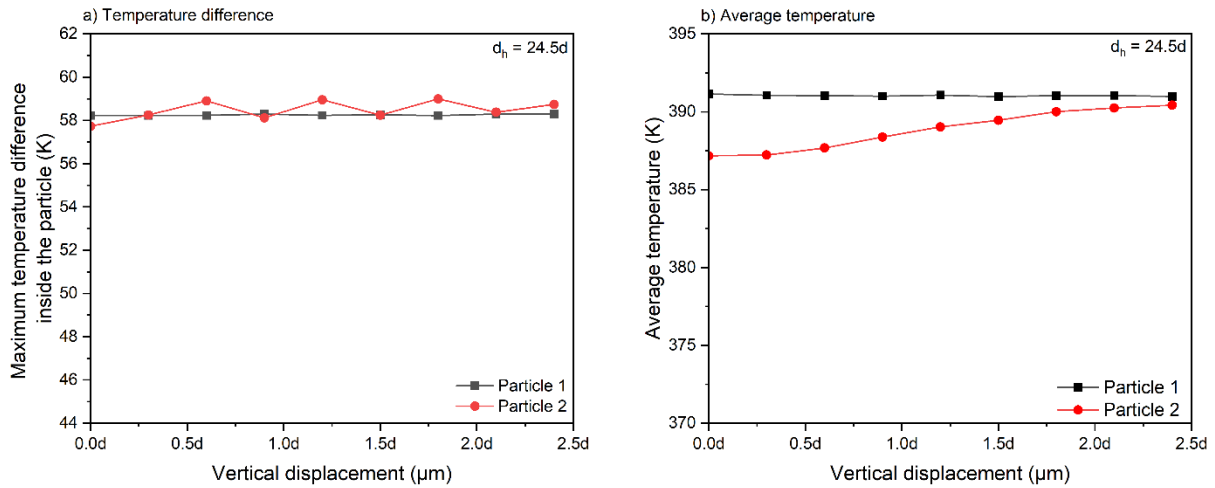 a) Temperature difference
62
60
58
56
54
52
50
48
46
44
Maximum temperature difference
inside the particle (K)
dₕ = 24.5d
Particle 1
Particle 2
0.0d 0.5d 1.0d 1.5d 2.0d 2.5d
Vertical displacement (µm)
b) Average temperature
395
390
385
380
375
370
Average temperature (K)
dₕ = 24.5d
Particle 1
Particle 2
0.0d 0.5d 1.0d 1.5d 2.0d 2.5d
Vertical displacement (µm)